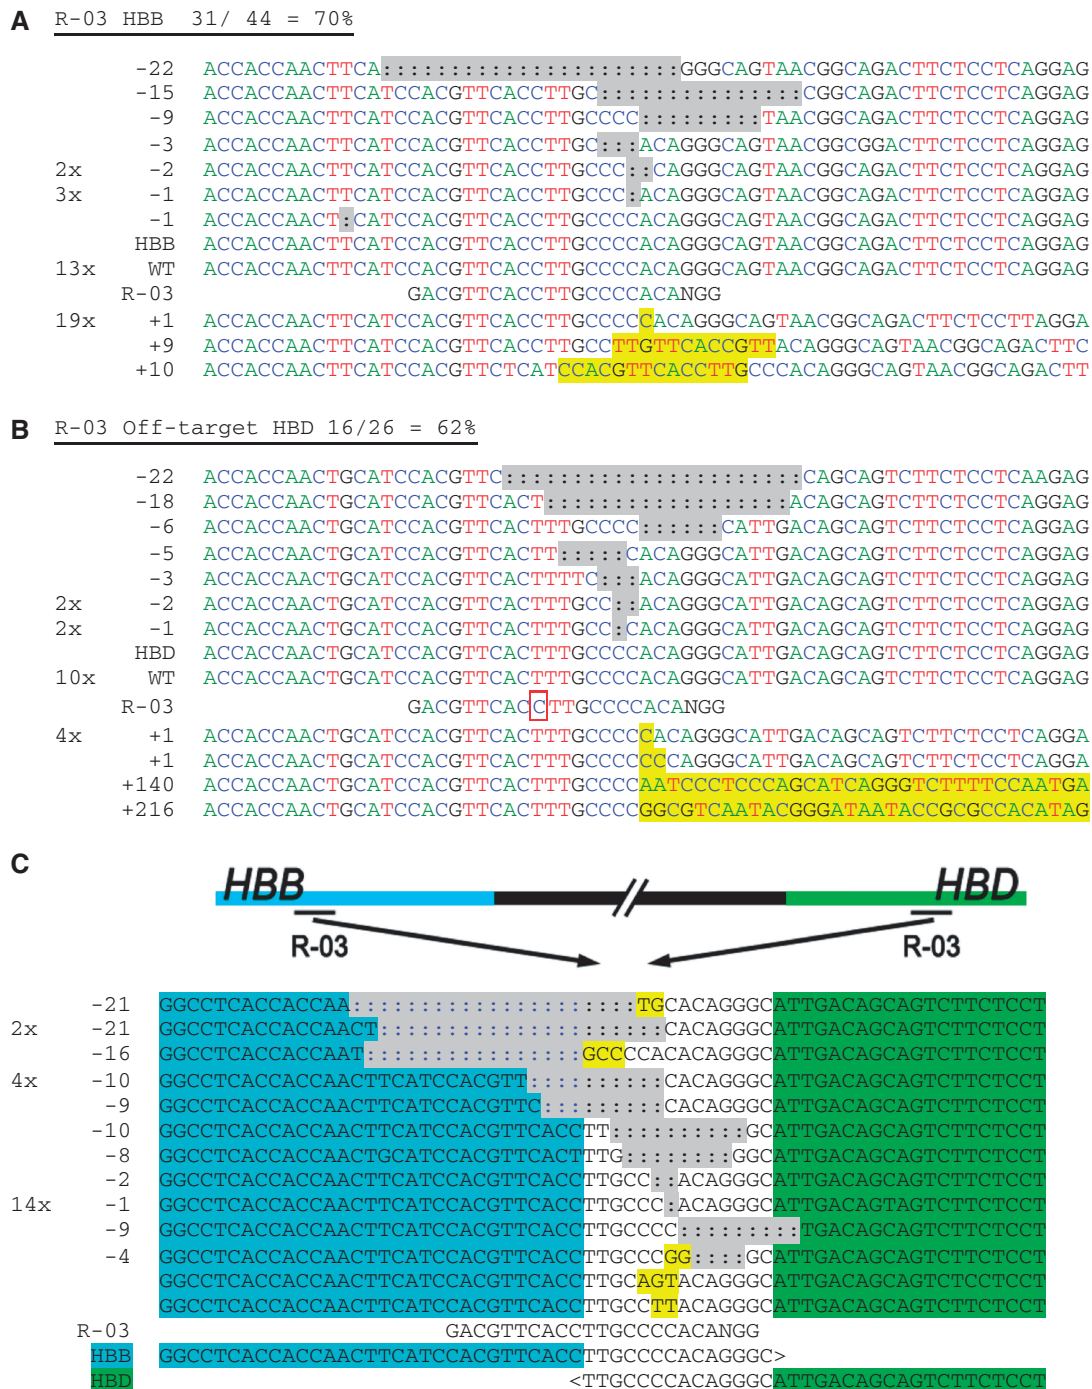 A R-03 HBB 31/ 44 = 70%
-22 ACCACCAACTTCA::::::::::::::::::::::GGGCAGTAACGGCAGACTTCTCCTCAGGAG
-15 ACCACCAACTTCATCCACGTTCACCTTGC:::::::::::::::CGGCAGACTTCTCCTCAGGAG
-9 ACCACCAACTTCATCCACGTTCACCTTGCCCC:::::::::TAACGGCAGACTTCTCCTCAGGAG
-3 ACCACCAACTTCATCCACGTTCACCTTGC:::ACAGGGCAGTAACGGCGGACTTCTCCTCAGGAG
2x -2 ACCACCAACTTCATCCACGTTCACCTTGCCC::CAGGGCAGTAACGGCAGACTTCTCCTCAGGAG
3x -1 ACCACCAACTTCATCCACGTTCACCTTGCCC:ACAGGGCAGTAACGGCAGACTTCTCCTCAGGAG
-1 ACCACCAACT:CATCCACGTTCACCTTGCCCCACAGGGCAGTAACGGCAGACTTCTCCTCAGGAG
HBB ACCACCAACTTCATCCACGTTCACCTTGCCCCACAGGGCAGTAACGGCAGACTTCTCCTCAGGAG
13x WT ACCACCAACTTCATCCACGTTCACCTTGCCCCACAGGGCAGTAACGGCAGACTTCTCCTCAGGAG
R-03 GACGTTCACCTTGCCCCACANGG
19x +1 ACCACCAACTTCATCCACGTTCACCTTGCCCCCACAGGGCAGTAACGGCAGACTTCTCCTTAGGA
+9 ACCACCAACTTCATCCACGTTCACCTTGCCTTGTTCACCGTTACAGGGCAGTAACGGCAGACTTC
+10 ACCACCAACTTCATCCACGTTCTCATCCACGTTCACCTTGCCCACAGGGCAGTAACGGCAGACTT
B R-03 Off-target HBD 16/26 = 62%
-22 ACCACCAACTGCATCCACGTTC::::::::::::::::::::::CAGCAGTCTTCTCCTCAAGAG
-18 ACCACCAACTGCATCCACGTTCACT::::::::::::::::::ACAGCAGTCTTCTCCTCAGGAG
-6 ACCACCAACTGCATCCACGTTCACTTTGCCCC::::::CATTGACAGCAGTCTTCTCCTCAGGAG
-5 ACCACCAACTGCATCCACGTTCACTT:::::CACAGGGCATTGACAGCAGTCTTCTCCTCAGGAG
-3 ACCACCAACTGCATCCACGTTCACTTTTC:::ACAGGGCATTGACAGCAGTCTTCTCCTCAGGAG
2x -2 ACCACCAACTGCATCCACGTTCACTTTGCC::ACAGGGCATTGACAGCAGTCTTCTCCTCAGGAG
2x -1 ACCACCAACTGCATCCACGTTCACTTTGCC:CACAGGGCATTGACAGCAGTCTTCTCCTCAGGAG
HBD ACCACCAACTGCATCCACGTTCACTTTGCCCCACAGGGCATTGACAGCAGTCTTCTCCTCAGGAG
10x WT ACCACCAACTGCATCCACGTTCACTTTGCCCCACAGGGCATTGACAGCAGTCTTCTCCTCAGGAG
R-03 GACGTTCACCTTGCCCCACANGG
4x +1 ACCACCAACTGCATCCACGTTCACTTTGCCCCCACAGGGCATTGACAGCAGTCTTCTCCTCAGGA
+1 ACCACCAACTGCATCCACGTTCACTTTGCCCCCCCAGGGCATTGACAGCAGTCTTCTCCTCAGGA
+140 ACCACCAACTGCATCCACGTTCACTTTGCCCCAATCCCTCCCAGCATCAGGGTCTTTTCCAATGA
+216 ACCACCAACTGCATCCACGTTCACTTTGCCCCGGCGTCAATACGGGATAATACCGCGCCACATAG
C
HBB // HBD
R-03 R-03
-21 GGCCTCACCACCAA:::::::::::::::::::::TGCACAGGGCATTGACAGCAGTCTTCTCCT
2x -21 GGCCTCACCACCAACT:::::::::::::::::::::CACAGGGCATTGACAGCAGTCTTCTCCT
-16 GGCCTCACCACCAAT::::::::::::::::GCCCCACACAGGGCATTGACAGCAGTCTTCTCCT
4x -10 GGCCTCACCACCAACTTCATCCACGTT::::::::::CACAGGGCATTGACAGCAGTCTTCTCCT
-9 GGCCTCACCACCAACTTCATCCACGTTC:::::::::CACAGGGCATTGACAGCAGTCTTCTCCT
-10 GGCCTCACCACCAACTTCATCCACGTTCACCTT::::::::::GCATTGACAGCAGTCTTCTCCT
-8 GGCCTCACCACCAACTGCATCCACGTTCACTTTG::::::::GGCATTGACAGCAGTCTTCTCCT
-2 GGCCTCACCACCAACTTCATCCACGTTCACCTTGCC::ACAGGGCATTGACAGCAGTCTTCTCCT
14x -1 GGCCTCACCACCAACTTCATCCACGTTCACCTTGCCC:ACAGGGCATTGACAGTAGTCTTCTCCT
-9 GGCCTCACCACCAACTTCATCCACGTTCACCTTGCCCC:::::::::TGACAGCAGTCTTCTCCT
-4 GGCCTCACCACCAACTTCATCCACGTTCACCTTGCCCGG::::GCATTGACAGCAGTCTTCTCCT
GGCCTCACCACCAACTTCATCCACGTTCACCTTGCAGTACAGGGCATTGACAGCAGTCTCCTCCT
GGCCTCACCACCAACTTCATCCACGTTCACCTTGCCTTACAGGGCATTGACAGCAGTCTTCTCCT
R-03 GACGTTCACCTTGCCCCACANGG
HBB GGCCTCACCACCAACTTCATCCACGTTCACCTTGCCCCACAGGGC>
HBD <TTGCCCCACAGGGCATTGACAGCAGTCTTCTCCT